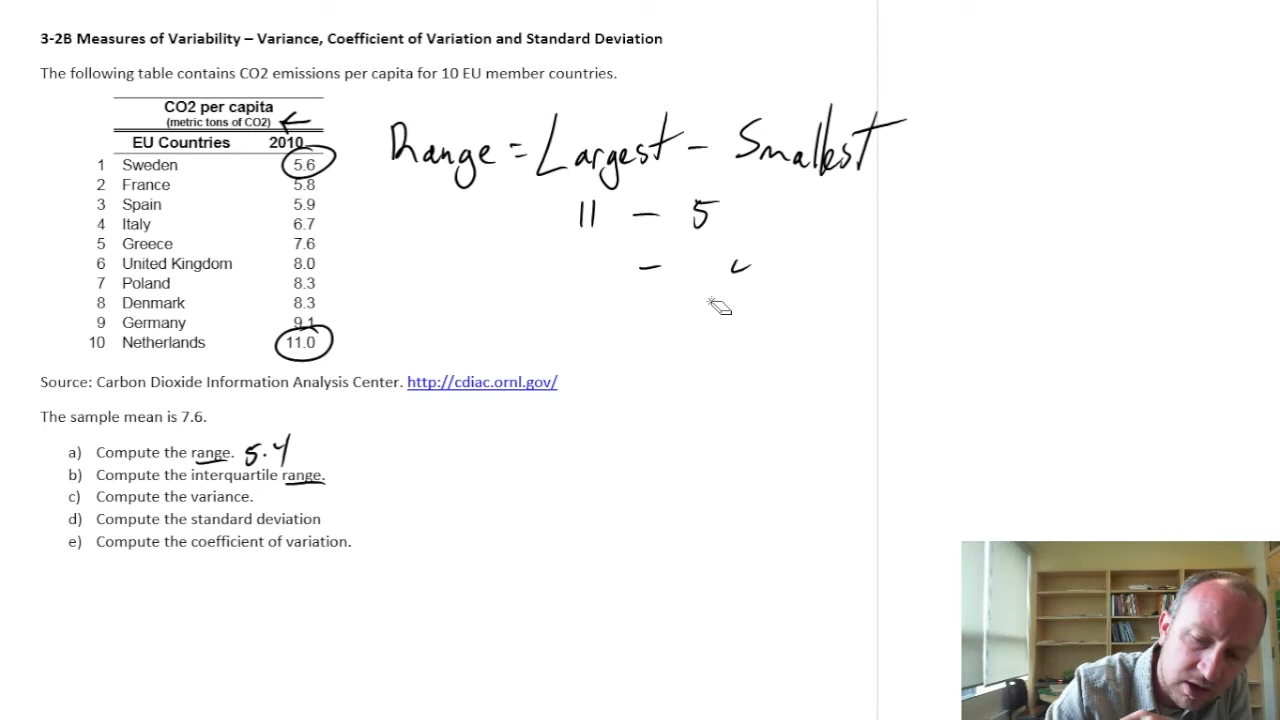 3-2B Measures of Variability – Variance, Coefficient of Variation and Standard Deviation
The following table contains CO2 emissions per capita for 10 EU member countries.
CO2 per capita
(metric tons of CO2)
EU Countries 2010
1 Sweden 5.6
2 France 5.8
3 Spain 5.9
4 Italy 6.7
5 Greece 7.6
6 United Kingdom 8.0
7 Poland 8.3
8 Denmark 8.3
9 Germany 9.1
10 Netherlands 11.0
Range = Largest - Smallest
11 - 5
-
Source: Carbon Dioxide Information Analysis Center. http://cdiac.ornl.gov/
The sample mean is 7.6.
a) Compute the range. 5.4
b) Compute the interquartile range.
c) Compute the variance.
d) Compute the standard deviation
e) Compute the coefficient of variation.